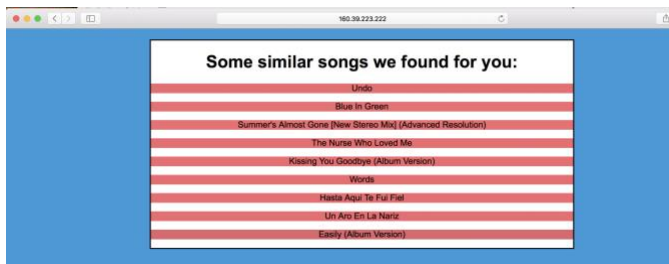 160.39.223.222
Some similar songs we found for you:
Undo
Blue In Green
Summer's Almost Gone [New Stereo Mix] (Advanced Resolution)
The Nurse Who Loved Me
Kissing You Goodbye (Album Version)
Words
Hasta Aqui Te Fui Fiel
Un Aro En La Nariz
Easily (Album Version)